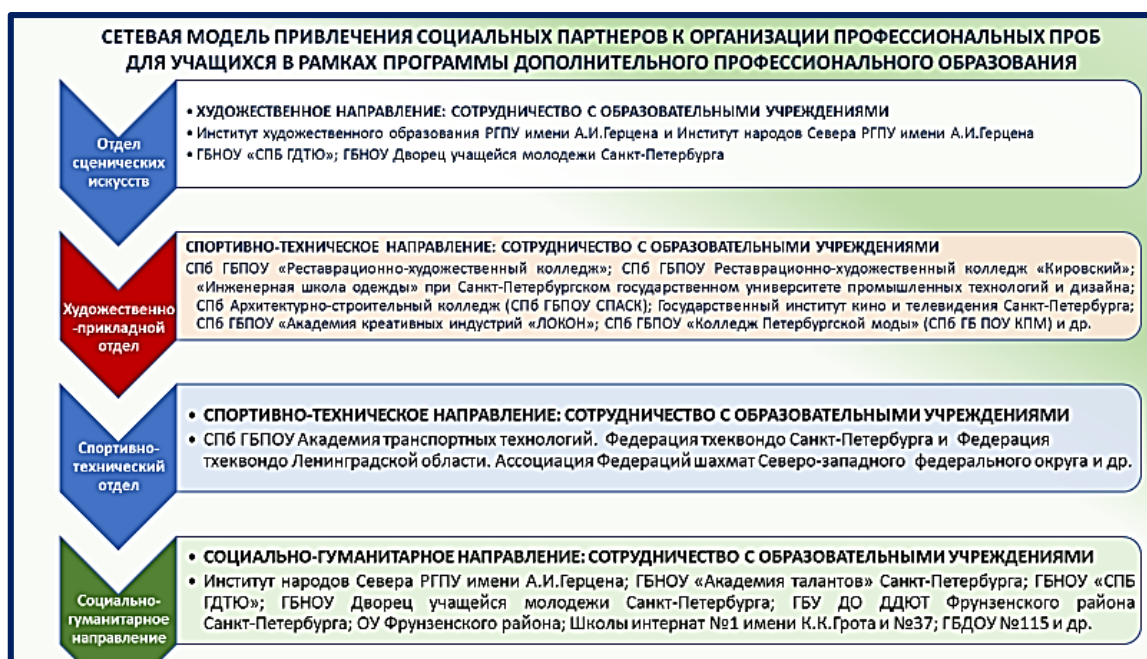 СЕТЕВАЯ МОДЕЛЬ ПРИВЛЕЧЕНИЯ СОЦИАЛЬНЫХ ПАРТНЕРОВ К ОРГАНИЗАЦИИ ПРОФЕССИОНАЛЬНЫХ ПРОБ
ДЛЯ УЧАЩИХСЯ В РАМКАХ ПРОГРАММЫ ДОПОЛНИТЕЛЬНОГО ПРОФЕССИОНАЛЬНОГО ОБРАЗОВАНИЯ
Отдел
сценических
искусств
• ХУДОЖЕСТВЕННОЕ НАПРАВЛЕНИЕ: СОТРУДНИЧЕСТВО С ОБРАЗОВАТЕЛЬНЫМИ УЧРЕЖДЕНИЯМИ
• Институт художественного образования РГПУ имени А.И.Герцена и Институт народов Севера РГПУ имени А.И.Герцена
• ГБНОУ «СПБ ГДТЮ»; ГБНОУ Дворец учащейся молодежи Санкт-Петербурга
Художественно
-прикладной
отдел
СПОРТИВНО-ТЕХНИЧЕСКОЕ НАПРАВЛЕНИЕ: СОТРУДНИЧЕСТВО С ОБРАЗОВАТЕЛЬНЫМИ УЧРЕЖДЕНИЯМИ
СПб ГБПОУ «Реставрационно-художественный колледж»; СПб ГБПОУ Реставрационно-художественный колледж «Кировский»;
«Инженерная школа одежды» при Санкт-Петербургском государственном университете промышленных технологий и дизайна;
СПб Архитектурно-строительный колледж (СПб ГБПОУ СПАСК); Государственный институт кино и телевидения Санкт-Петербурга;
СПб ГБПОУ «Академия креативных индустрий «ЛОКОН»; СПб ГБПОУ «Колледж Петербургской моды» (СПб ГБ ПОУ КПМ) и др.
Спортивно-
технический
отдел
• СПОРТИВНО-ТЕХНИЧЕСКОЕ НАПРАВЛЕНИЕ: СОТРУДНИЧЕСТВО С ОБРАЗОВАТЕЛЬНЫМИ УЧРЕЖДЕНИЯМИ
• СПб ГБПОУ Академия транспортных технологий. Федерация тхеквондо Санкт-Петербурга и Федерация
тхеквондо Ленинградской области. Ассоциация Федераций шахмат Северо-западного федерального округа и др.
Социально-
гуманитарное
направление
• СОЦИАЛЬНО-ГУМАНИТАРНОЕ НАПРАВЛЕНИЕ: СОТРУДНИЧЕСТВО С ОБРАЗОВАТЕЛЬНЫМИ УЧРЕЖДЕНИЯМИ
• Институт народов Севера РГПУ имени А.И.Герцена; ГБНОУ «Академия талантов» Санкт-Петербурга; ГБНОУ «СПБ
ГДТЮ»; ГБНОУ Дворец учащейся молодежи Санкт-Петербурга; ГБУ ДО ДДЮТ Фрунзенского района
Санкт-Петербурга; ОУ Фрунзенского района; Школы интернат №1 имени К.К.Грота и №37; ГБДОУ №115 и др.